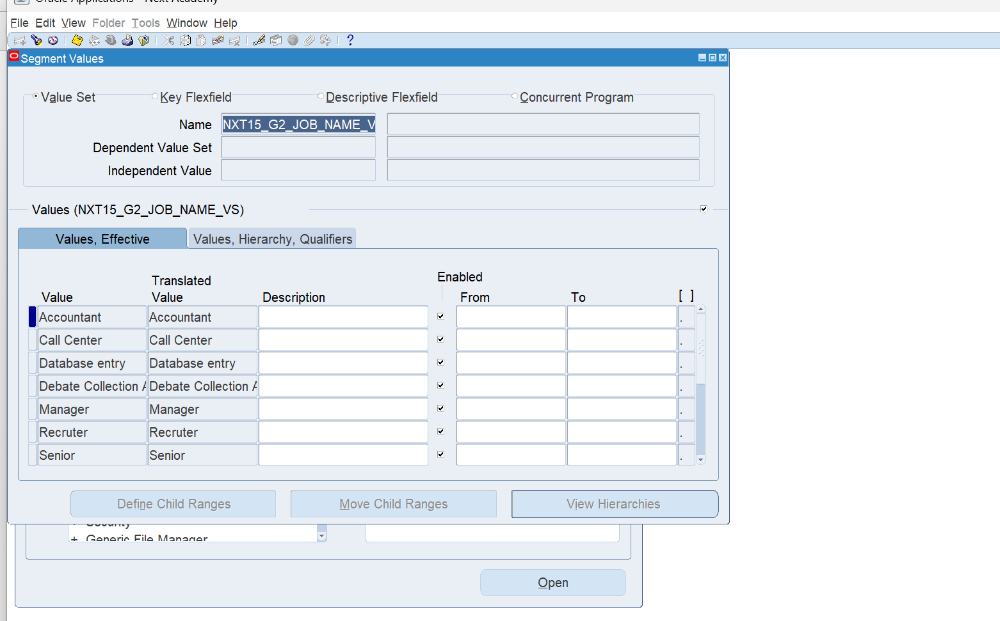 Oracle Applications - Next Academy
File Edit View Folder Tools Window Help
Segment Values
Value Set Key Flexfield Descriptive Flexfield Concurrent Program
Name NXT15_G2_JOB_NAME_V
Dependent Value Set
Independent Value
Values (NXT15_G2_JOB_NAME_VS)
Values, Effective Values, Hierarchy, Qualifiers
Enabled
Translated
Value Value Description From To [ ]
Accountant Accountant .
Call Center Call Center .
Database entry Database entry .
Debate Collection A Debate Collection A .
Manager Manager .
Recruter Recruter .
Senior Senior .
Define Child Ranges Move Child Ranges View Hierarchies
Security
+ Generic File Manager
Open